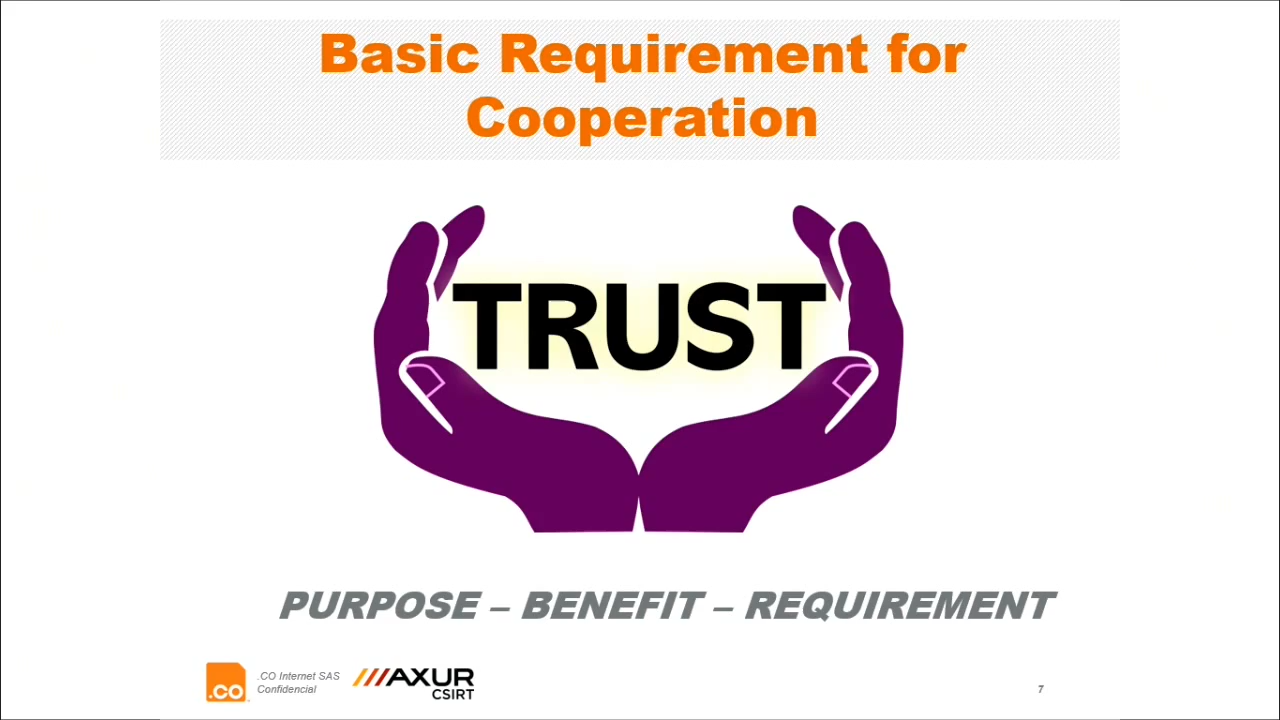 Basic Requirement for
Cooperation
TRUST
PURPOSE – BENEFIT – REQUIREMENT
.co
.CO Internet SAS
Confidencial
///AXUR
CSIRT
7